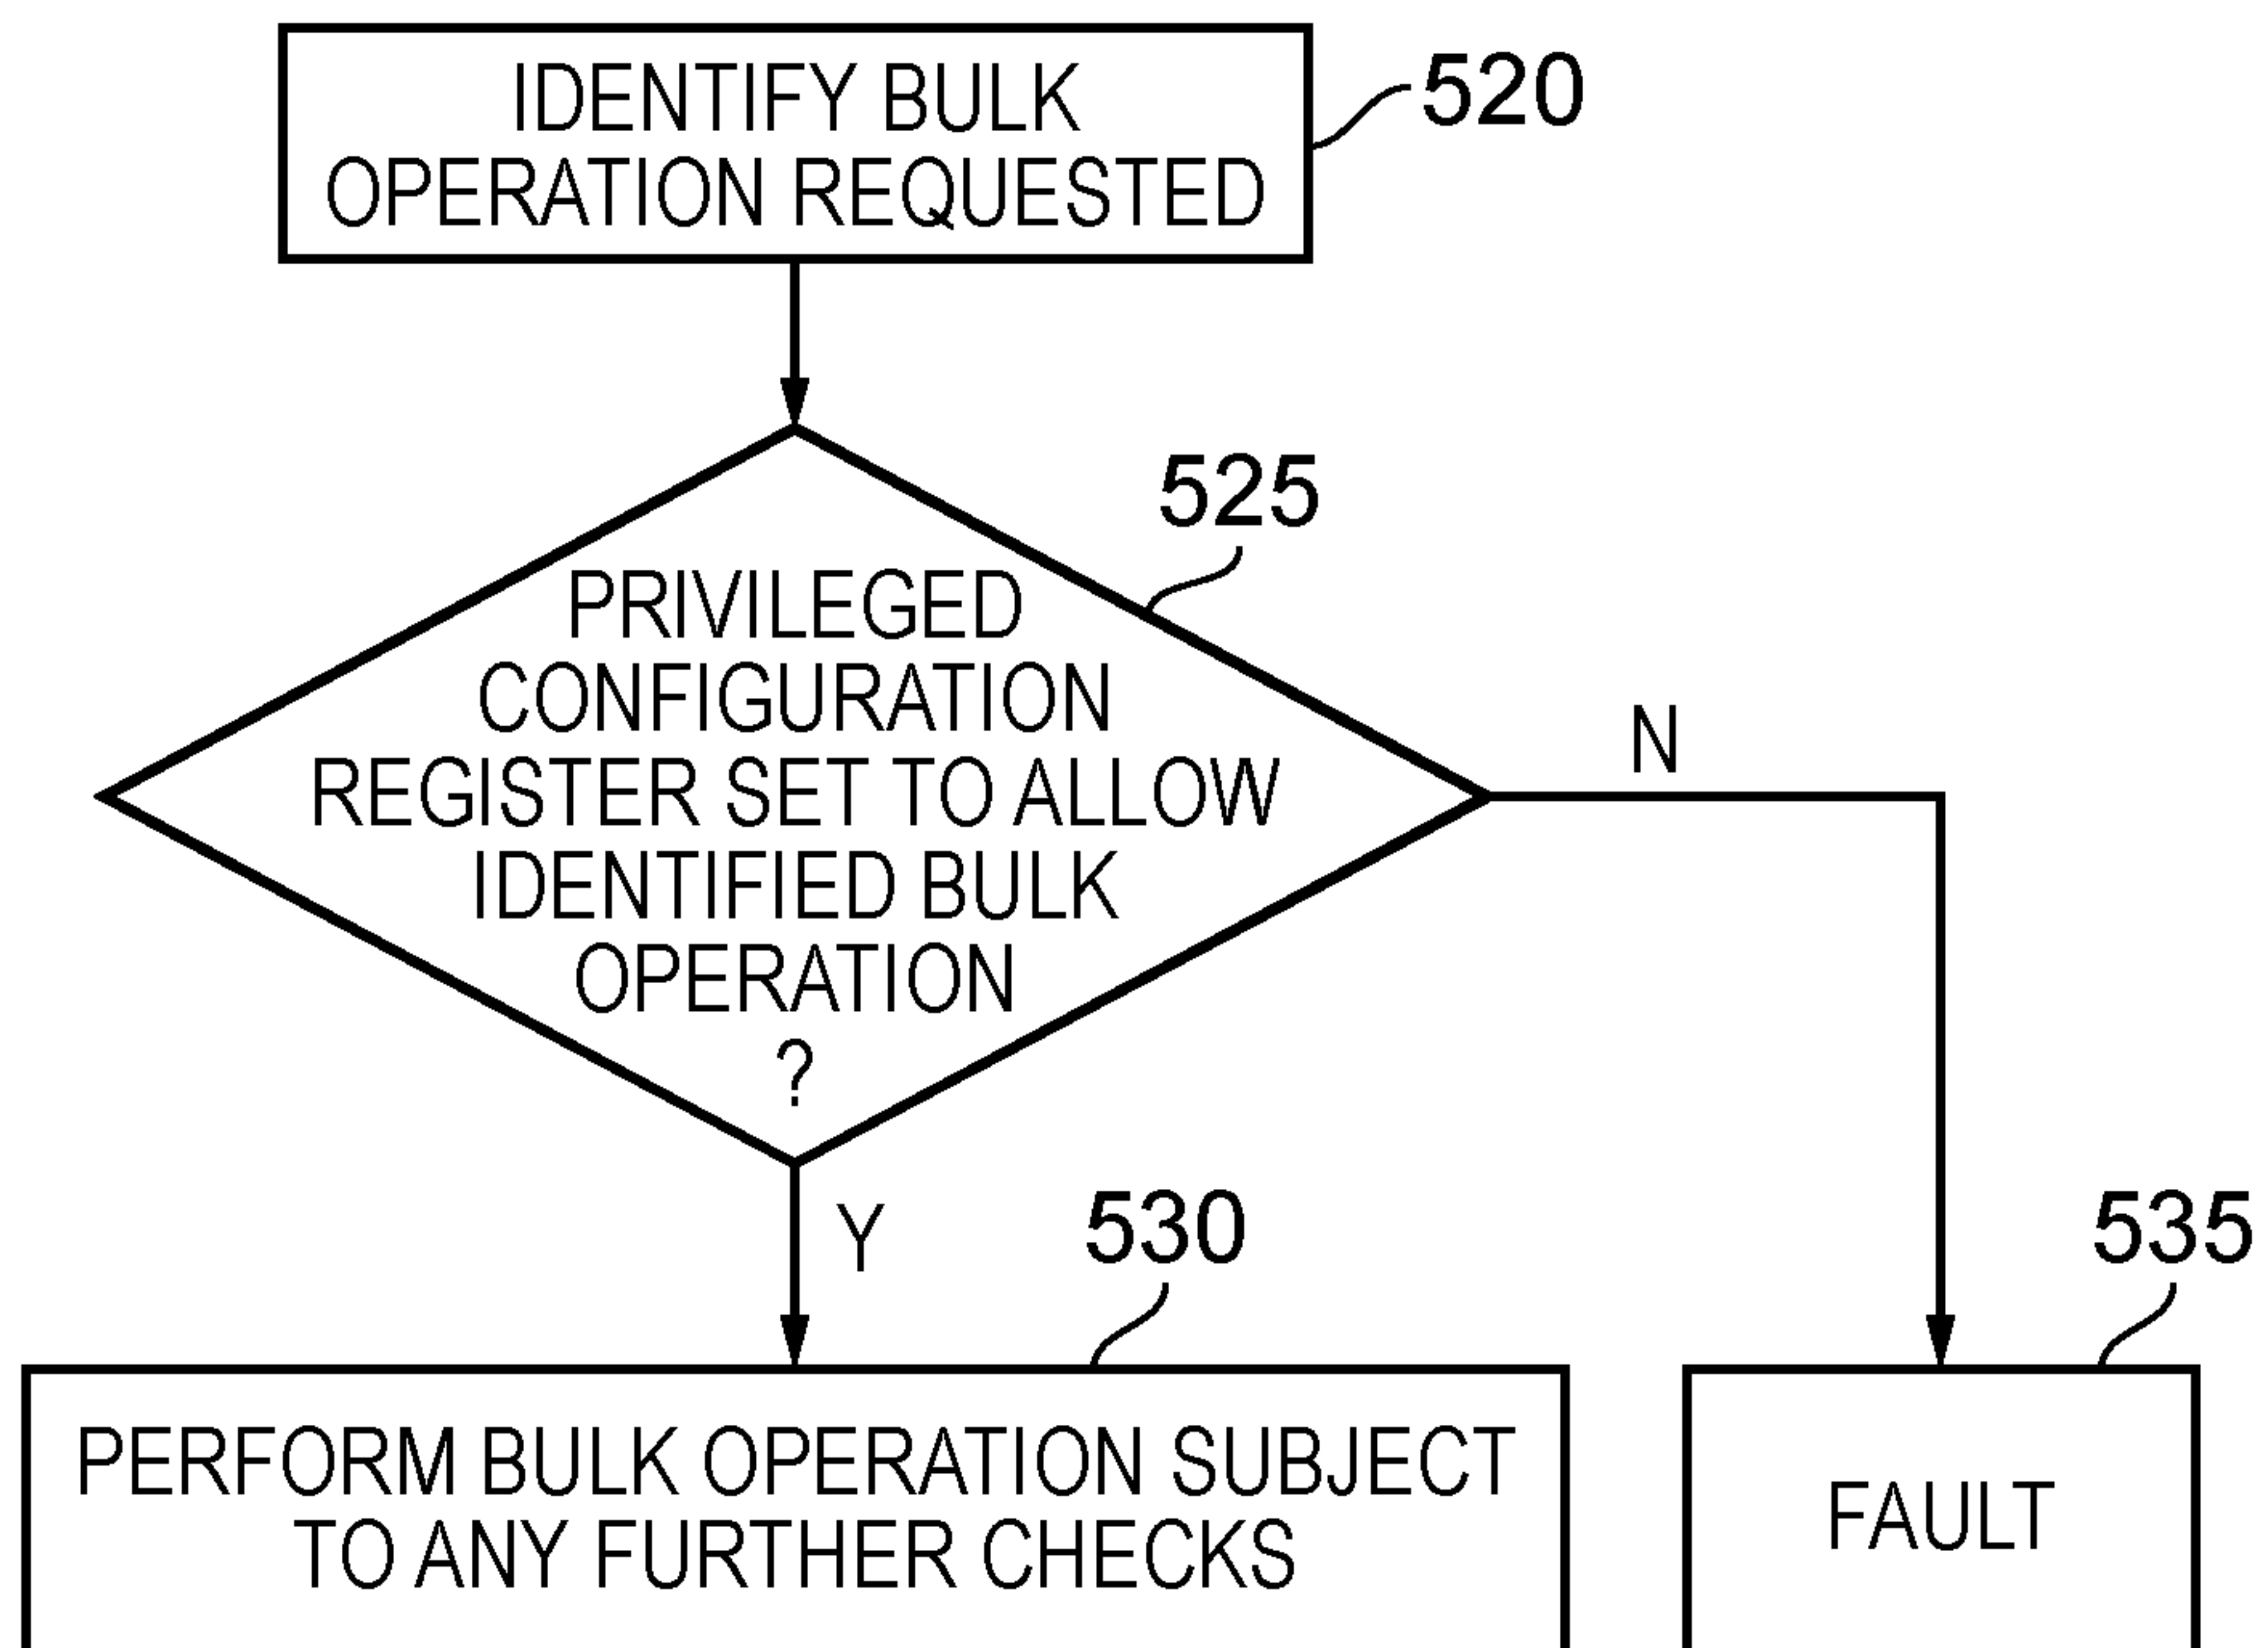 IDENTIFY BULK
OPERATION REQUESTED
520
525
PRIVILEGED
CONFIGURATION
REGISTER SET TO ALLOW
IDENTIFIED BULK
OPERATION
?
N
Y
530
535
PERFORM BULK OPERATION SUBJECT
TO ANY FURTHER CHECKS
FAULT